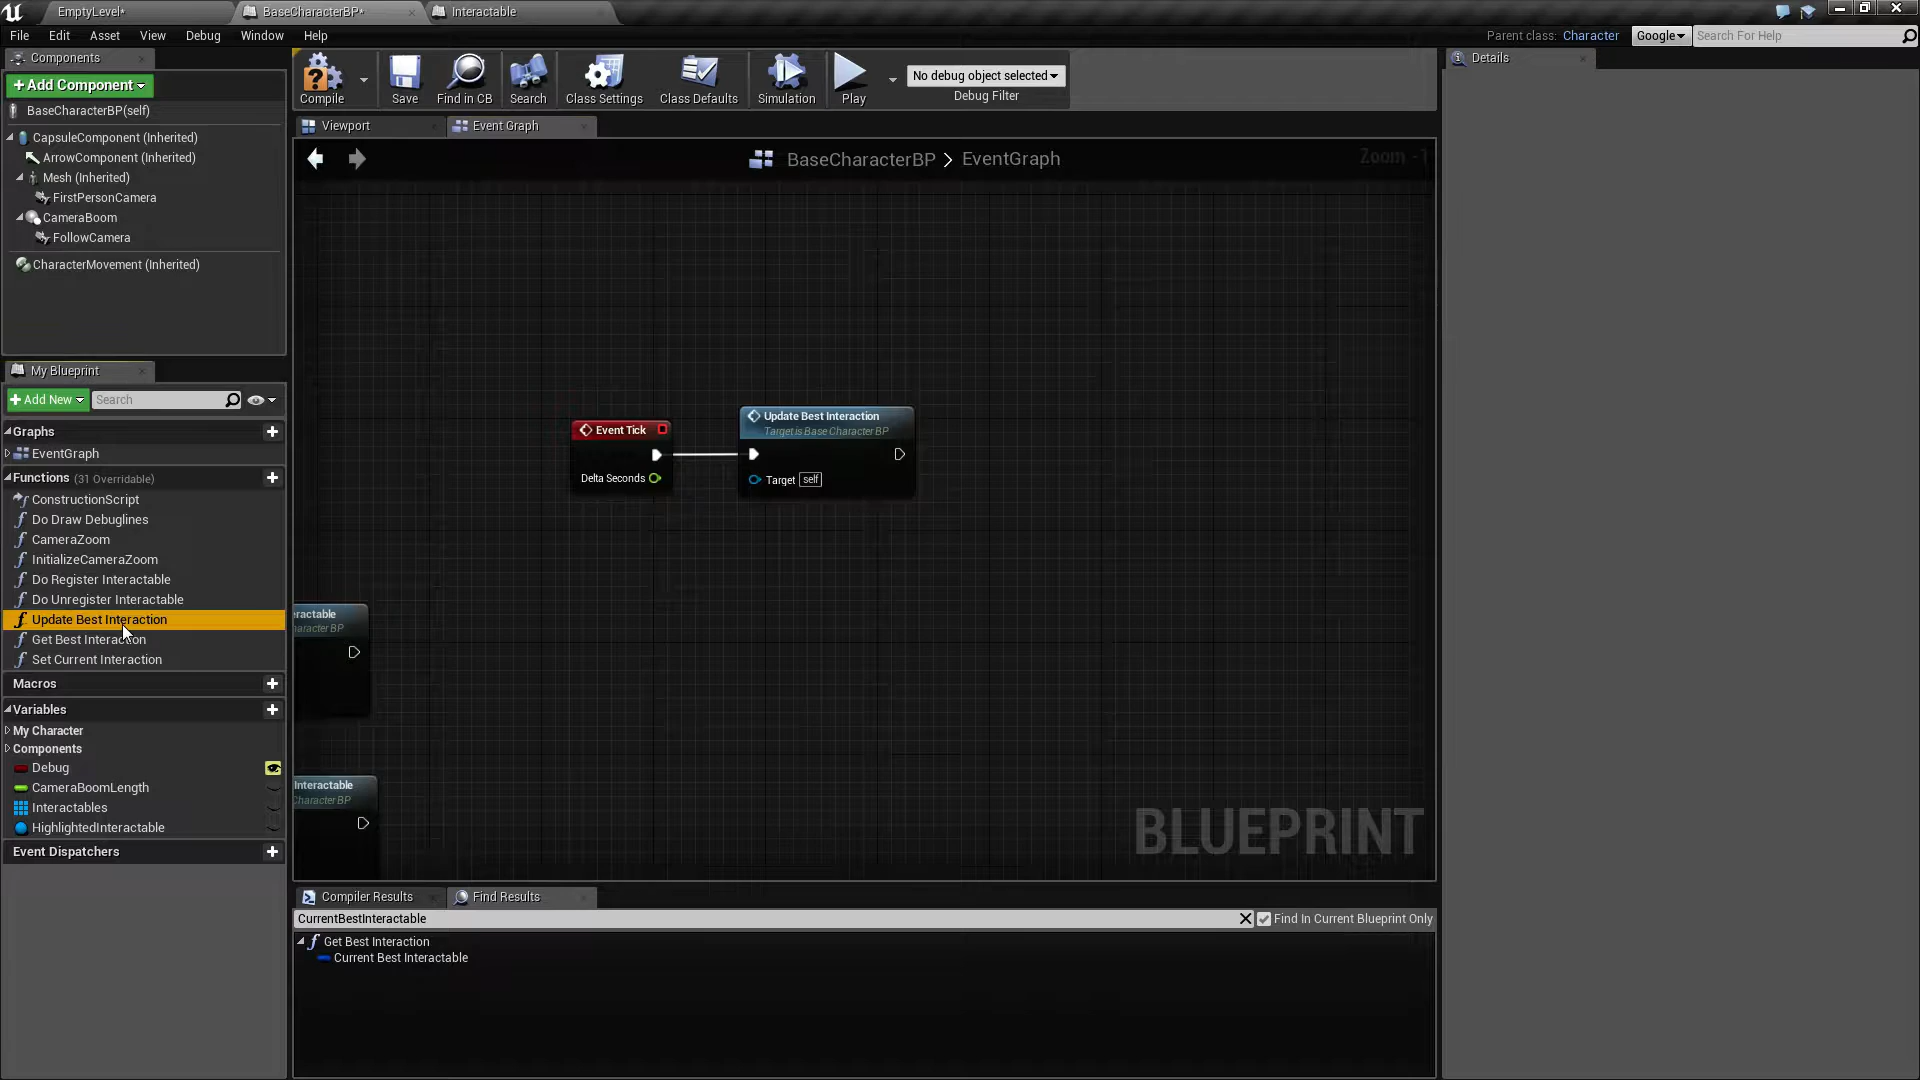 EmptyLevel*
BaseCharacterBP*
Interactable
File Edit Asset View Debug Window Help
Parent class: Character
Google
Search For Help
Components
+Add Component
BaseCharacterBP(self)
CapsuleComponent (Inherited)
ArrowComponent (Inherited)
Mesh (Inherited)
FirstPersonCamera
CameraBoom
FollowCamera
CharacterMovement (Inherited)
Compile
Save
Find in CB
Search
Class Settings
Class Defaults
Simulation
Play
No debug object selected
Debug Filter
Details
Viewport
Event Graph
BaseCharacterBP > EventGraph
Zoom -1
Event Tick
Delta Seconds
Update Best Interaction
Target is Base Character BP
Target self
eractable
haracter BP
Interactable
Character BP
BLUEPRINT
My Blueprint
+Add New
Search
Graphs
EventGraph
Functions (31 Overridable)
ConstructionScript
Do Draw Debuglines
CameraZoom
InitializeCameraZoom
Do Register Interactable
Do Unregister Interactable
Update Best Interaction
Get Best Interaction
Set Current Interaction
Macros
Variables
My Character
Components
Debug
CameraBoomLength
Interactables
HighlightedInteractable
Event Dispatchers
Compiler Results
Find Results
CurrentBestInteractable
Find In Current Blueprint Only
Get Best Interaction
Current Best Interactable